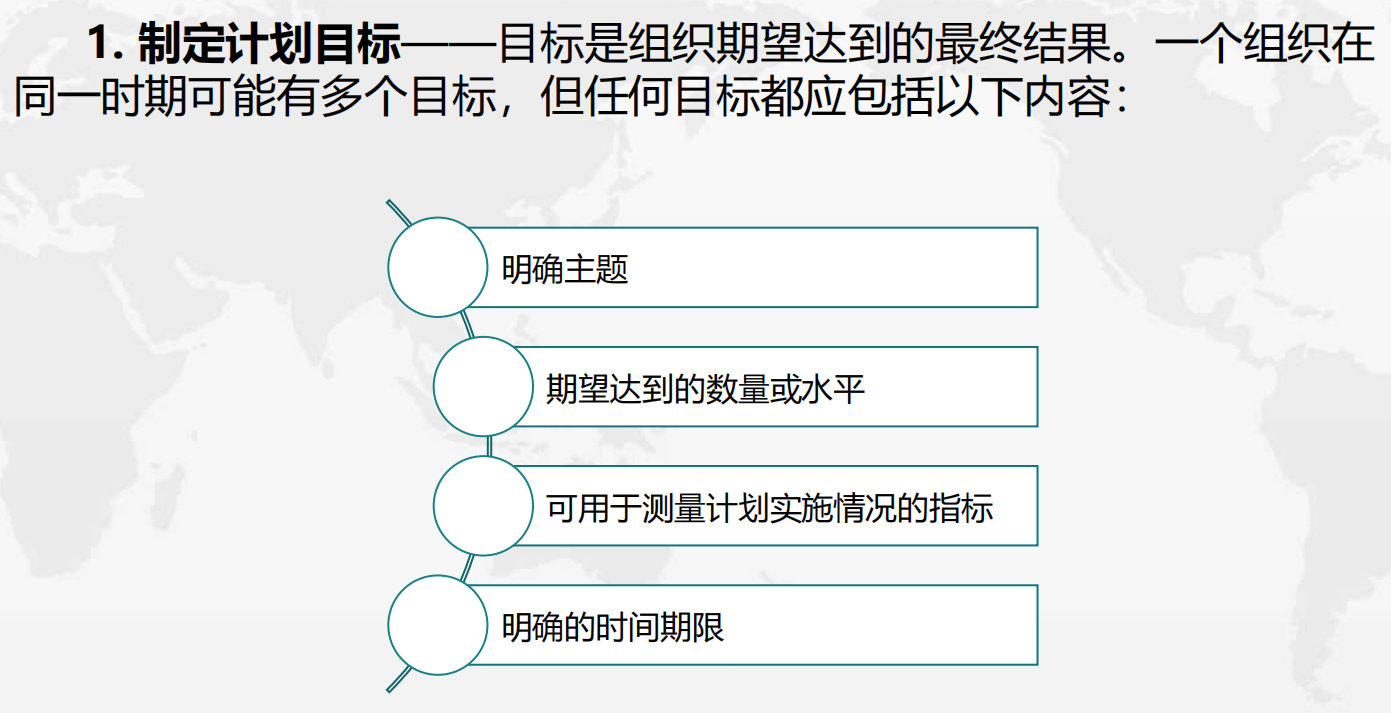 1. 制定计划目标——目标是组织期望达到的最终结果。一个组织在
同一时期可能有多个目标，但任何目标都应包括以下内容：
明确主题
期望达到的数量或水平
可用于测量计划实施情况的指标
明确的时间期限